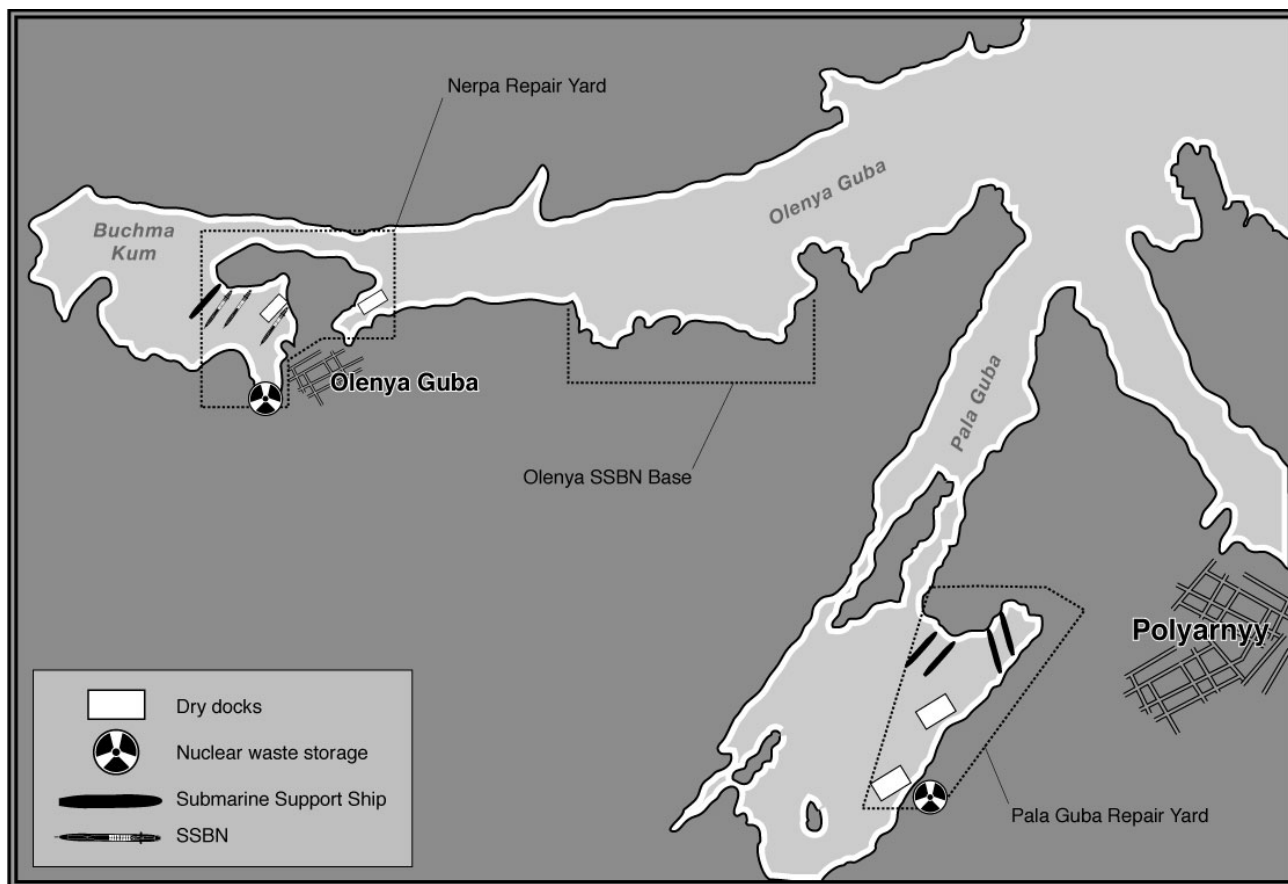 Nerpa Repair Yard
Olenya Guba
Buchma
Kum
Olenya Guba
Pala Guba
Olenya SSBN Base
Polyarnyy
Dry docks
Nuclear waste storage
Submarine Support Ship
SSBN
Pala Guba Repair Yard